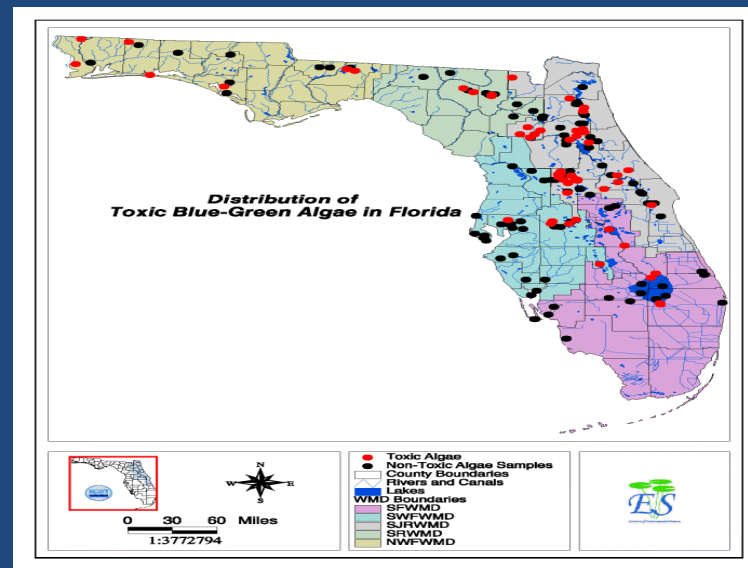 Distribution of
Toxic Blue-Green Algae in Florida
N
W
E
S
0 30 60 Miles
1:3772794
Toxic Algae
Non-Toxic Algae Samples
County Boundaries
Rivers and Canals
Lakes
WMD Boundaries
SFWMD
SWFWMD
SJRWMD
SRWMD
NWFWMD